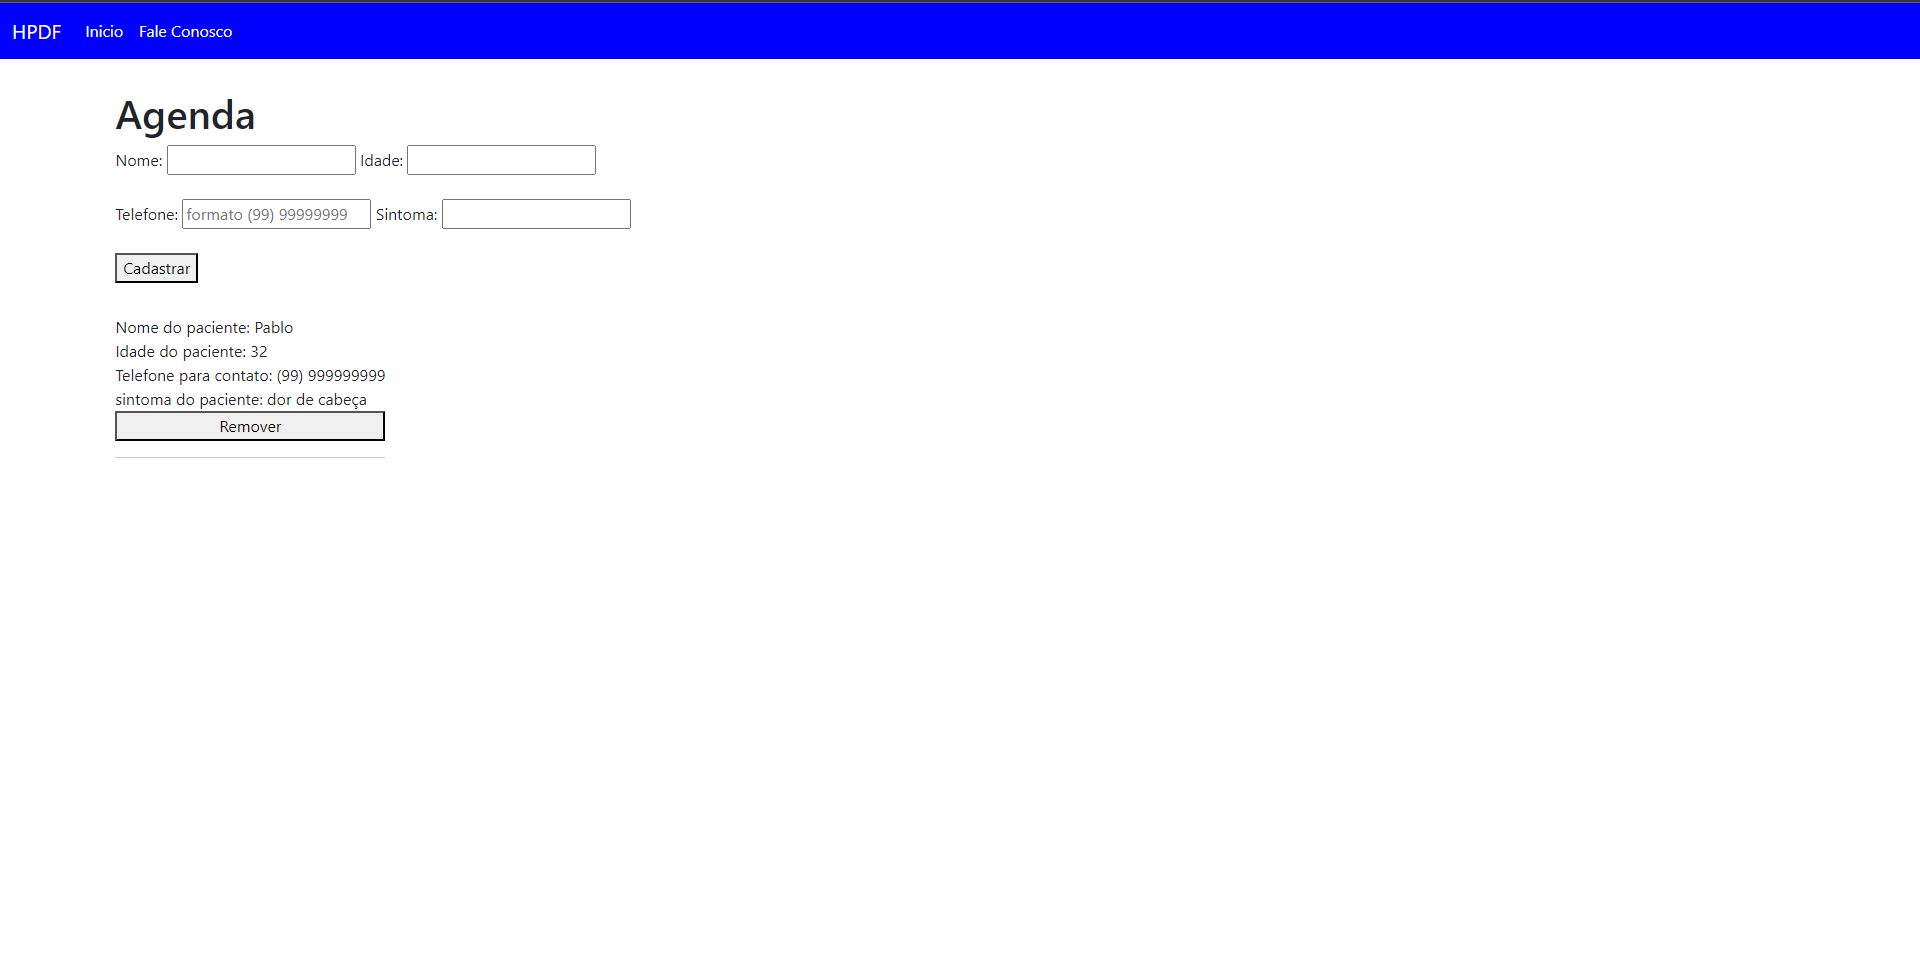 HPDF Inicio Fale Conosco
Agenda
Nome: Idade:
Telefone: formato (99) 99999999 Sintoma:
Cadastrar
Nome do paciente: Pablo
Idade do paciente: 32
Telefone para contato: (99) 999999999
sintoma do paciente: dor de cabeça
Remover